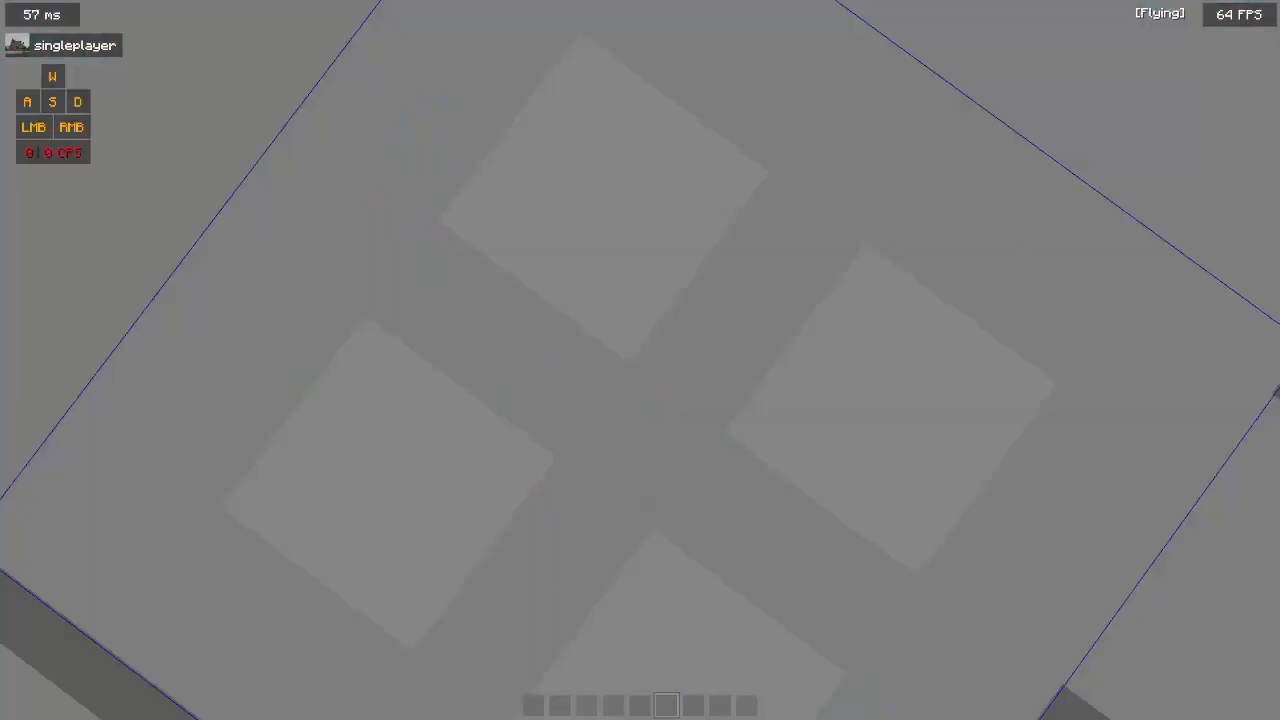 57 ms
[Flying]
64 FPS
singleplayer
W
A S D
LMB RMB
0 | 0 CPS